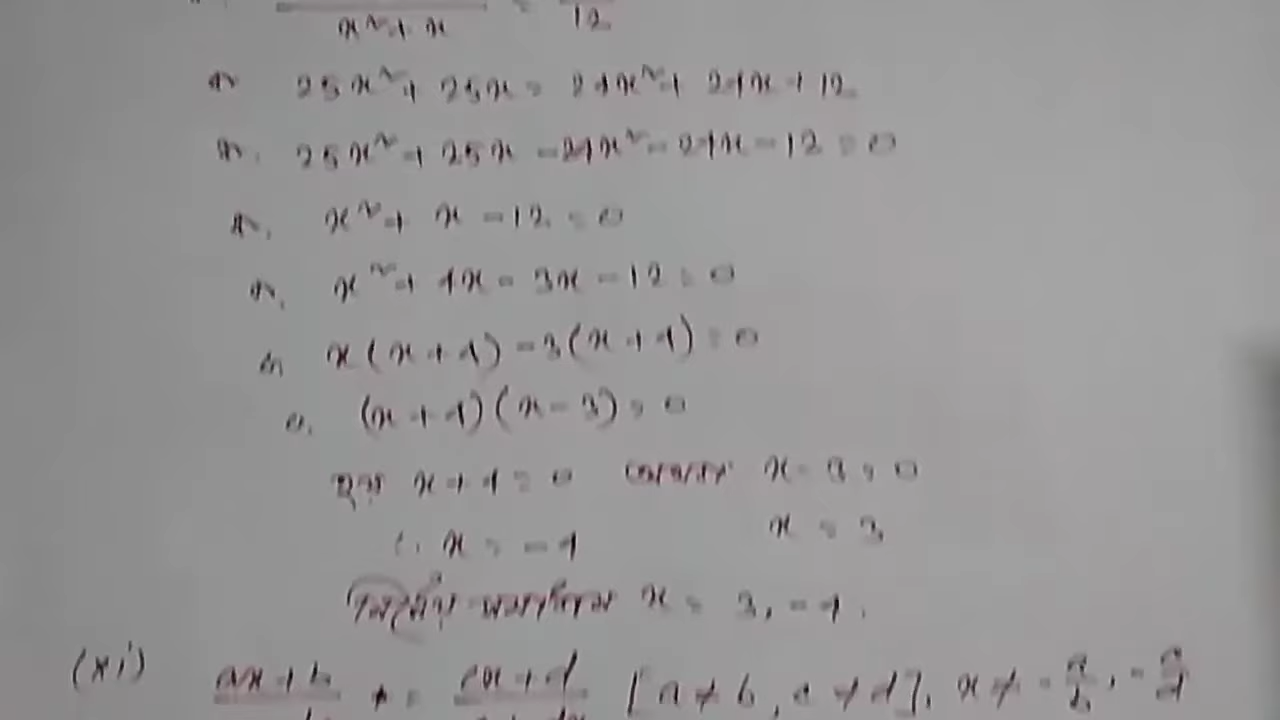 x² + x = 12
বা, 25x² + 25x = 24x² + 24x + 12
বা, 25x² + 25x - 24x² - 24x - 12 = 0
বা, x² + x - 12 = 0
বা, x² + 4x - 3x - 12 = 0
বা, x(x + 4) - 3(x + 4) = 0
বা, (x + 4)(x - 3) = 0
হয় x + 4 = 0 অথবা x - 3 = 0
∴ x = -4 x = 3
নির্ণেয় সমাধান x = 3, -4.
(xi) ax + b = cx + d [a ≠ b, c ≠ d], x ≠ - a/b, -